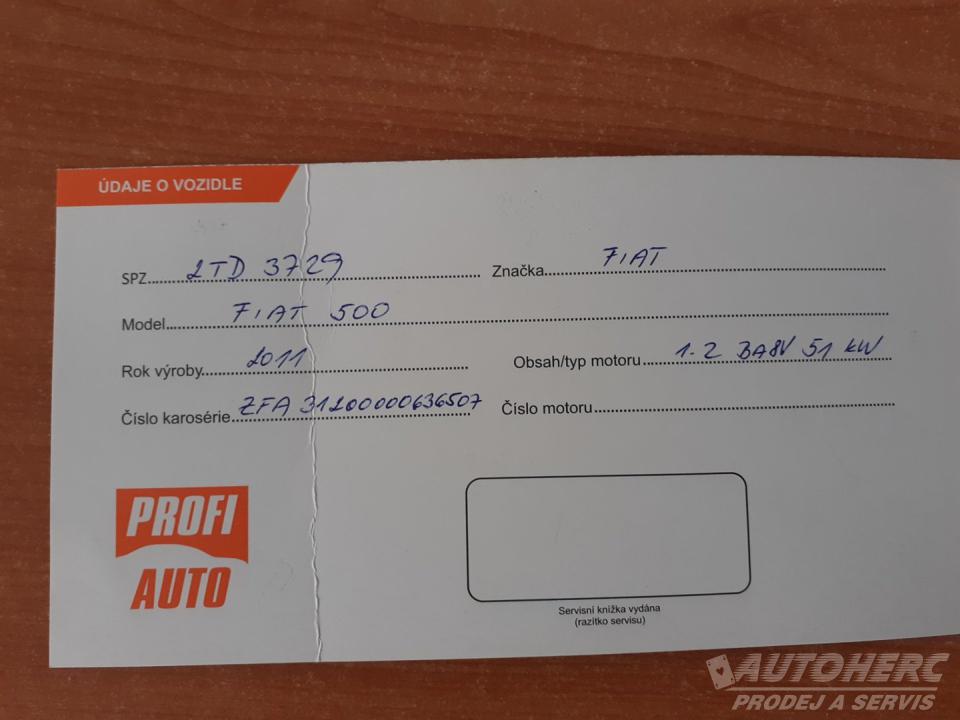 ÚDAJE O VOZIDLE
SPZ 2TD 3729 Značka FIAT
Model FIAT 500
Rok výroby 2011 Obsah/typ motoru 1.2 BA8V 51 kW
Číslo karosérie ZFA 31200000636507 Číslo motoru
PROFI
AUTO
Servisní knížka vydána
(razítko servisu)
AUTOHERC
PRODEJ A SERVIS